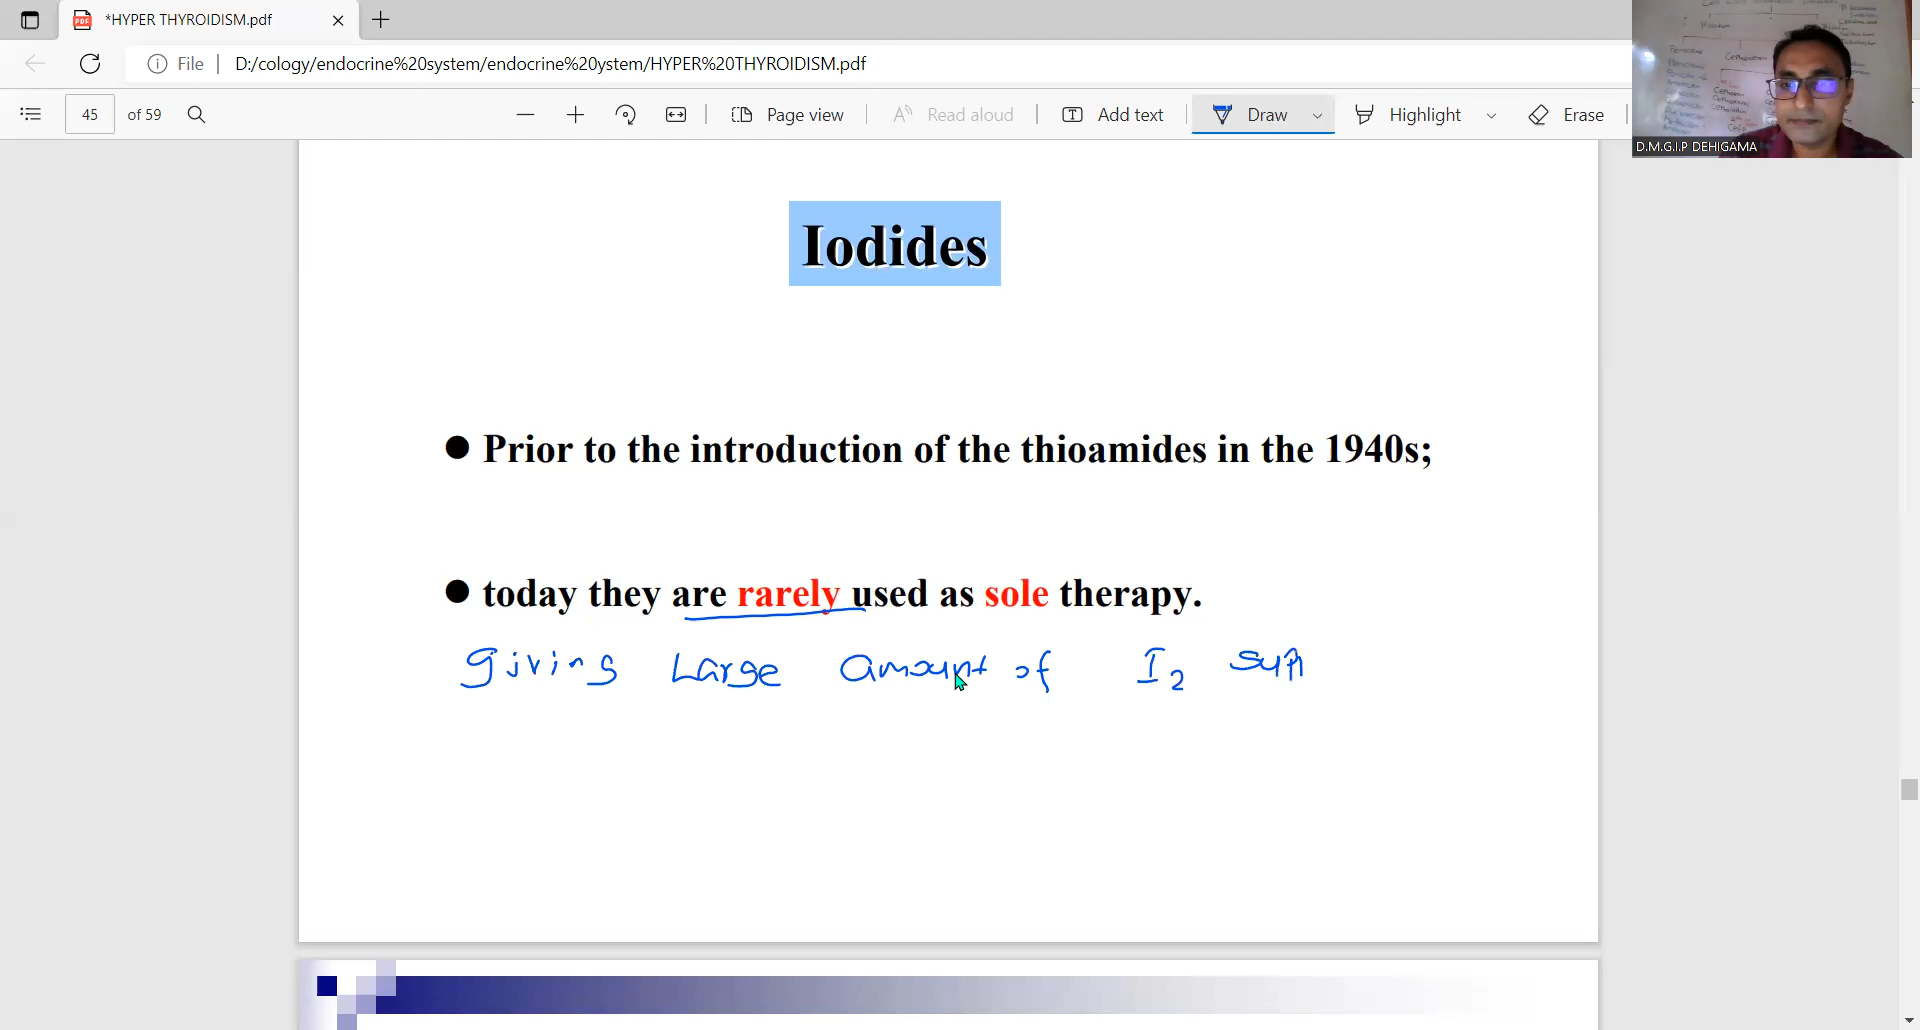 *HYPER THYROIDISM.pdf
File
D:/cology/endocrine%20system/endocrine%20ystem/HYPER%20THYROIDISM.pdf
45 of 59
Page view
Read aloud
Add text
Draw
Highlight
Erase
D.M.G.I.P DEHIGAMA
Iodides
● Prior to the introduction of the thioamides in the 1940s;
● today they are rarely used as sole therapy.
giving Large amount of I2